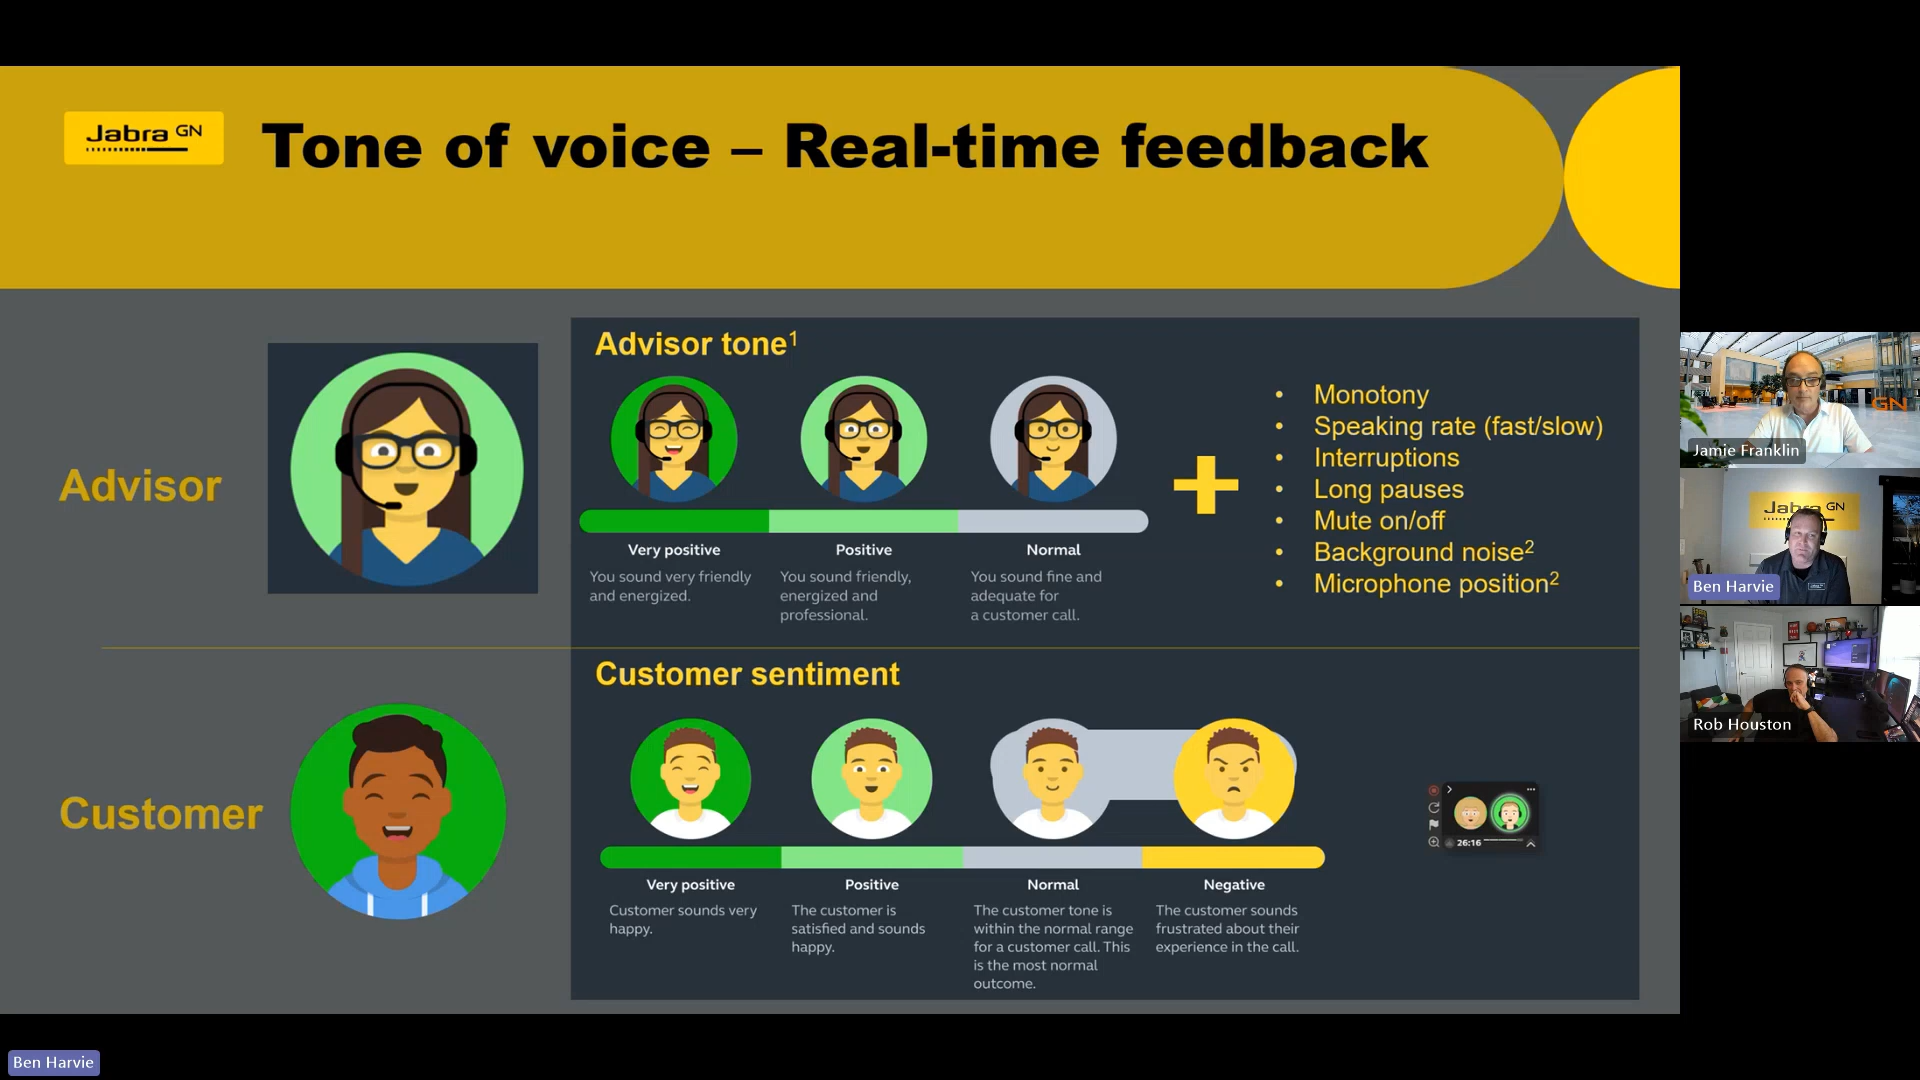 Jabra GN
Tone of voice – Real-time feedback
Advisor
Advisor tone1
Very positive
You sound very friendly
and energized.
Positive
You sound friendly,
energized and
professional.
Normal
You sound fine and
adequate for
a customer call.
+
• Monotony
• Speaking rate (fast/slow)
• Interruptions
• Long pauses
• Mute on/off
• Background noise2
• Microphone position2
Customer
Customer sentiment
Very positive
Customer sounds very
happy.
Positive
The customer is
satisfied and sounds
happy.
Normal
The customer tone is
within the normal range
for a customer call. This
is the most normal
outcome.
Negative
The customer sounds
frustrated about their
experience in the call.
26:16
GN
Jamie Franklin
Jabra GN
Ben Harvie
Rob Houston
Ben Harvie